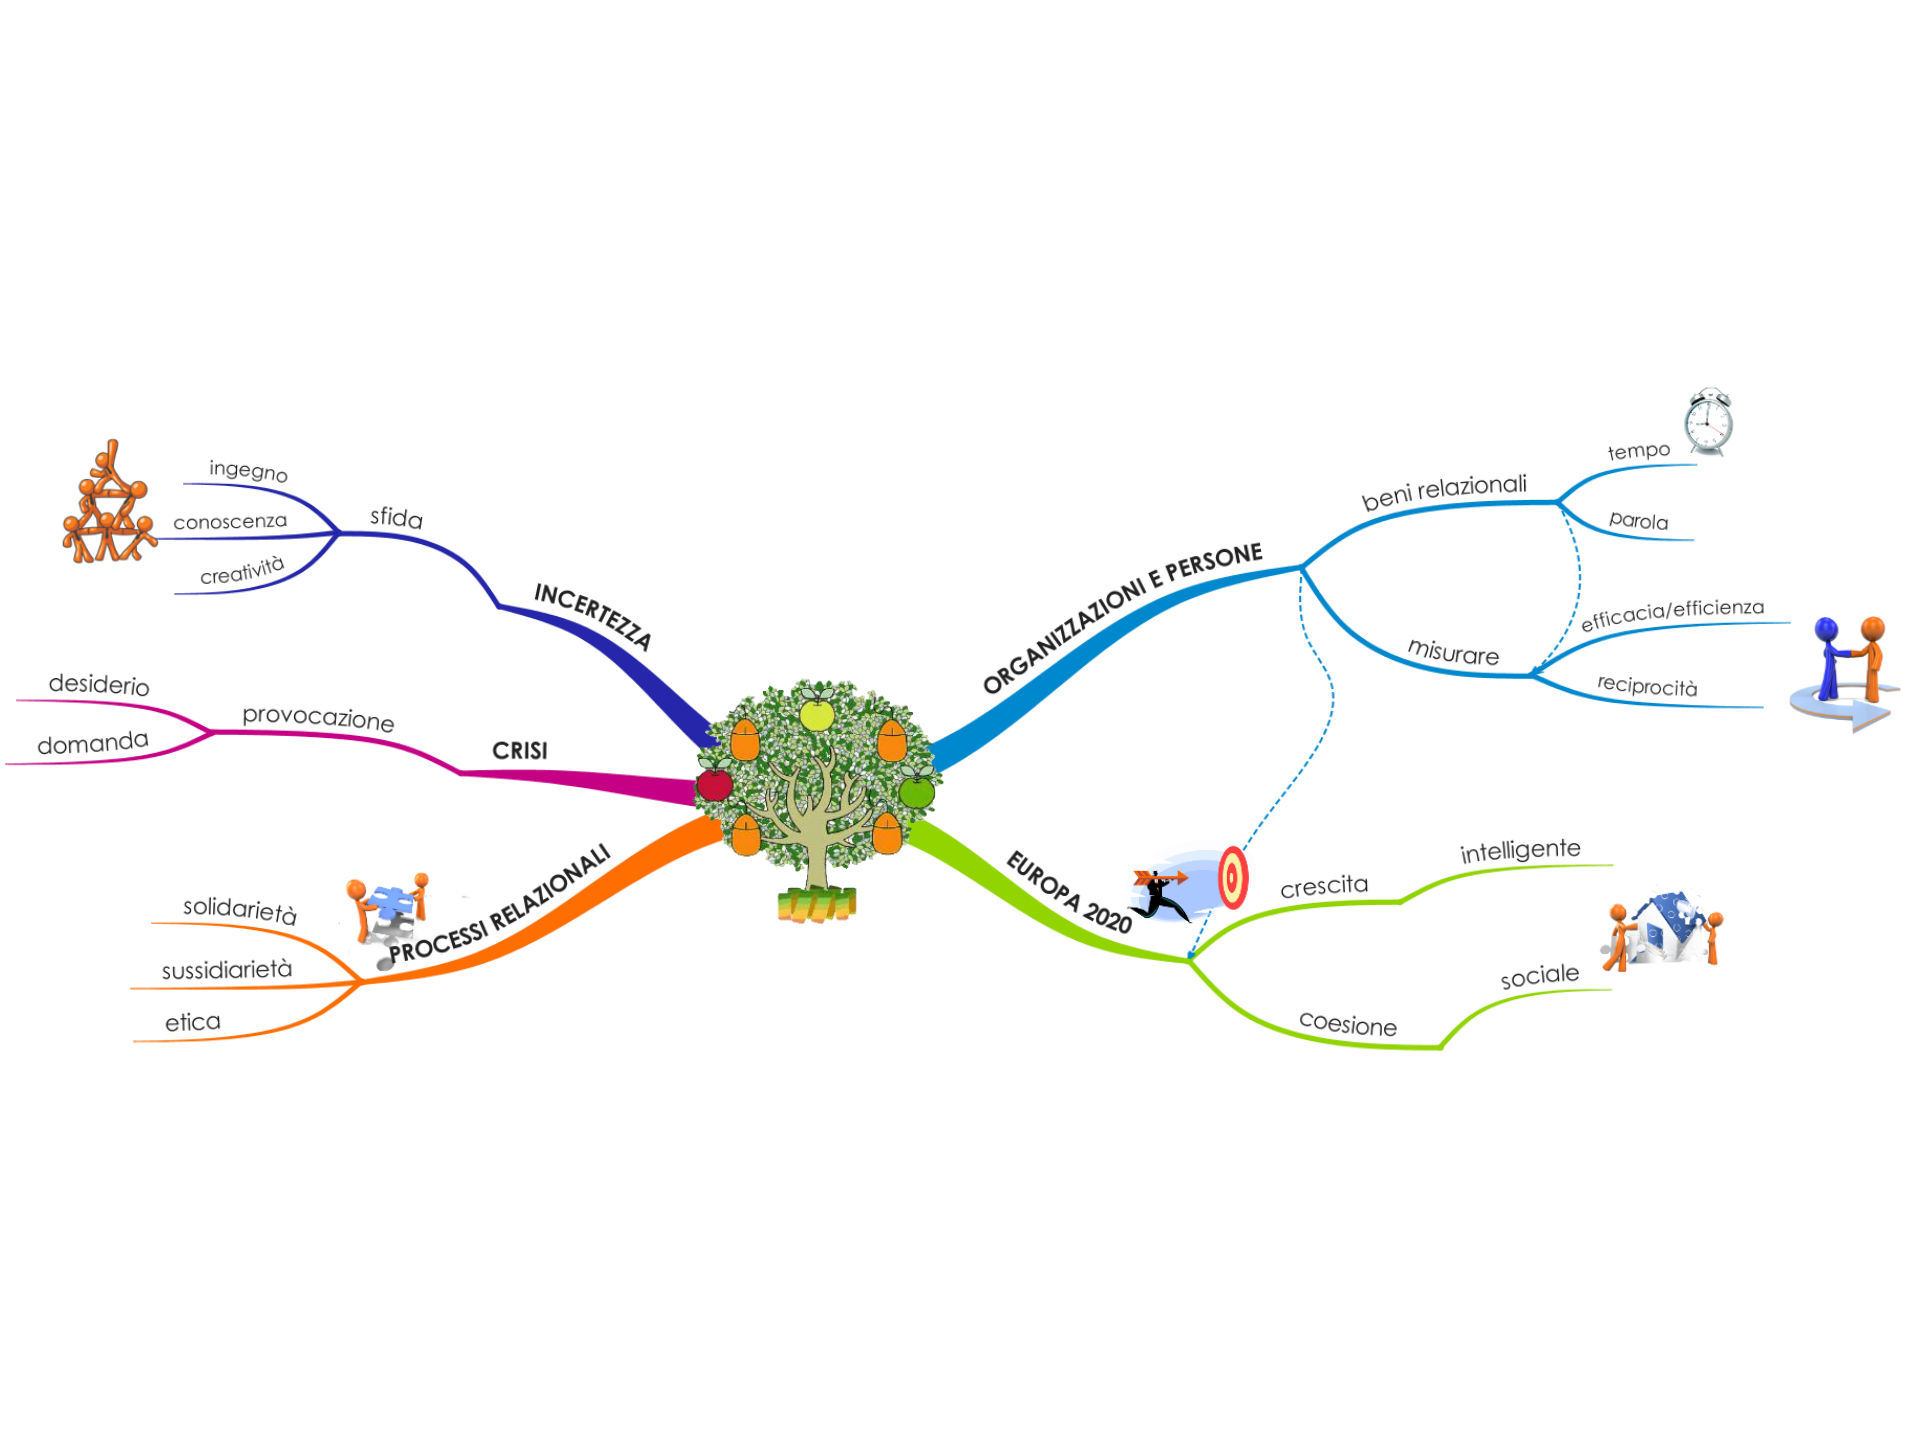 ORGANIZZAZIONI E PERSONE
beni relazionali
tempo
parola
misurare
efficacia/efficienza
reciprocità
EUROPA 2020
crescita
intelligente
coesione
sociale
PROCESSI RELAZIONALI
solidarietà
sussidiarietà
etica
CRISI
provocazione
desiderio
domanda
INCERTEZZA
sfida
ingegno
conoscenza
creatività